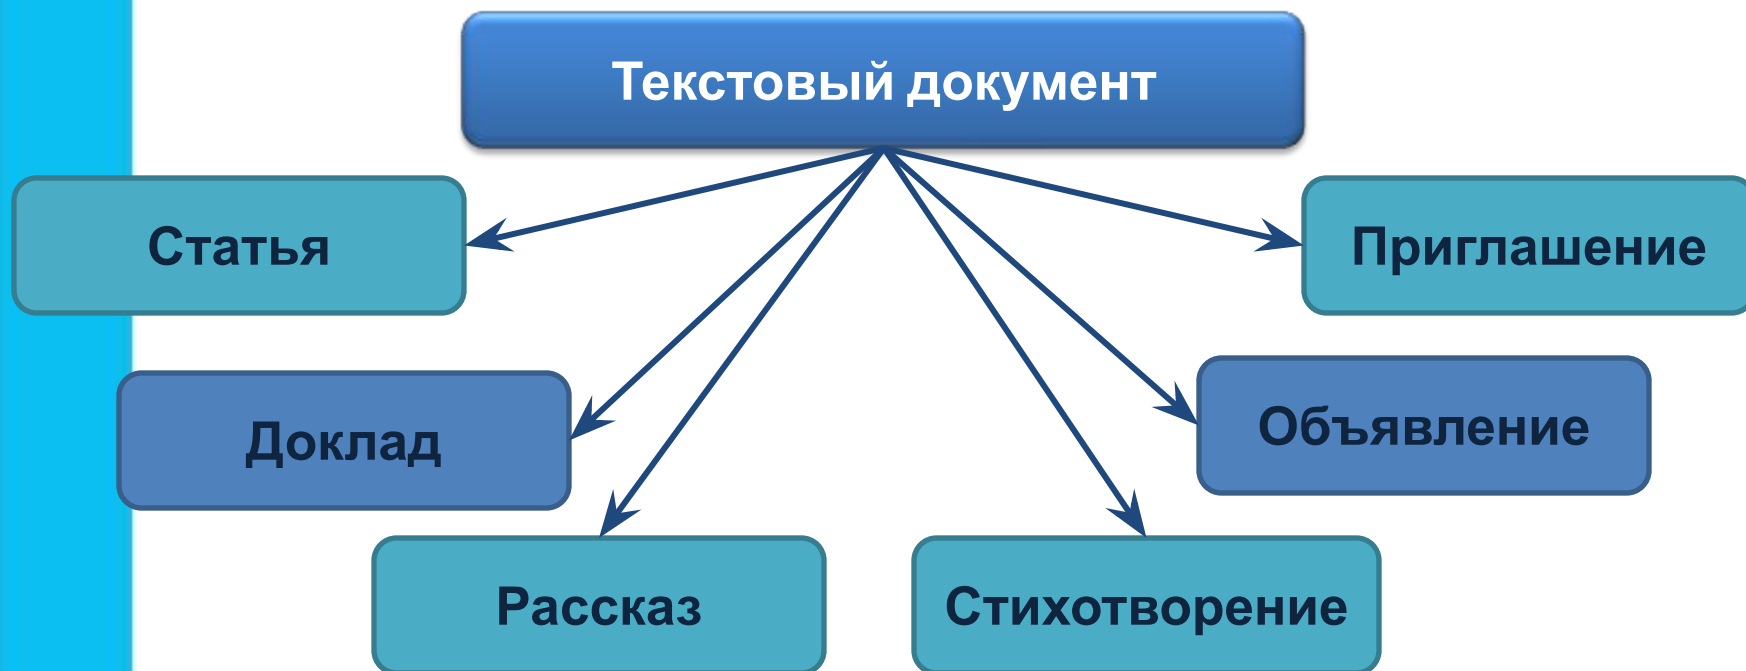 Текстовый документ
Статья
Приглашение
Доклад
Объявление
Рассказ
Стихотворение